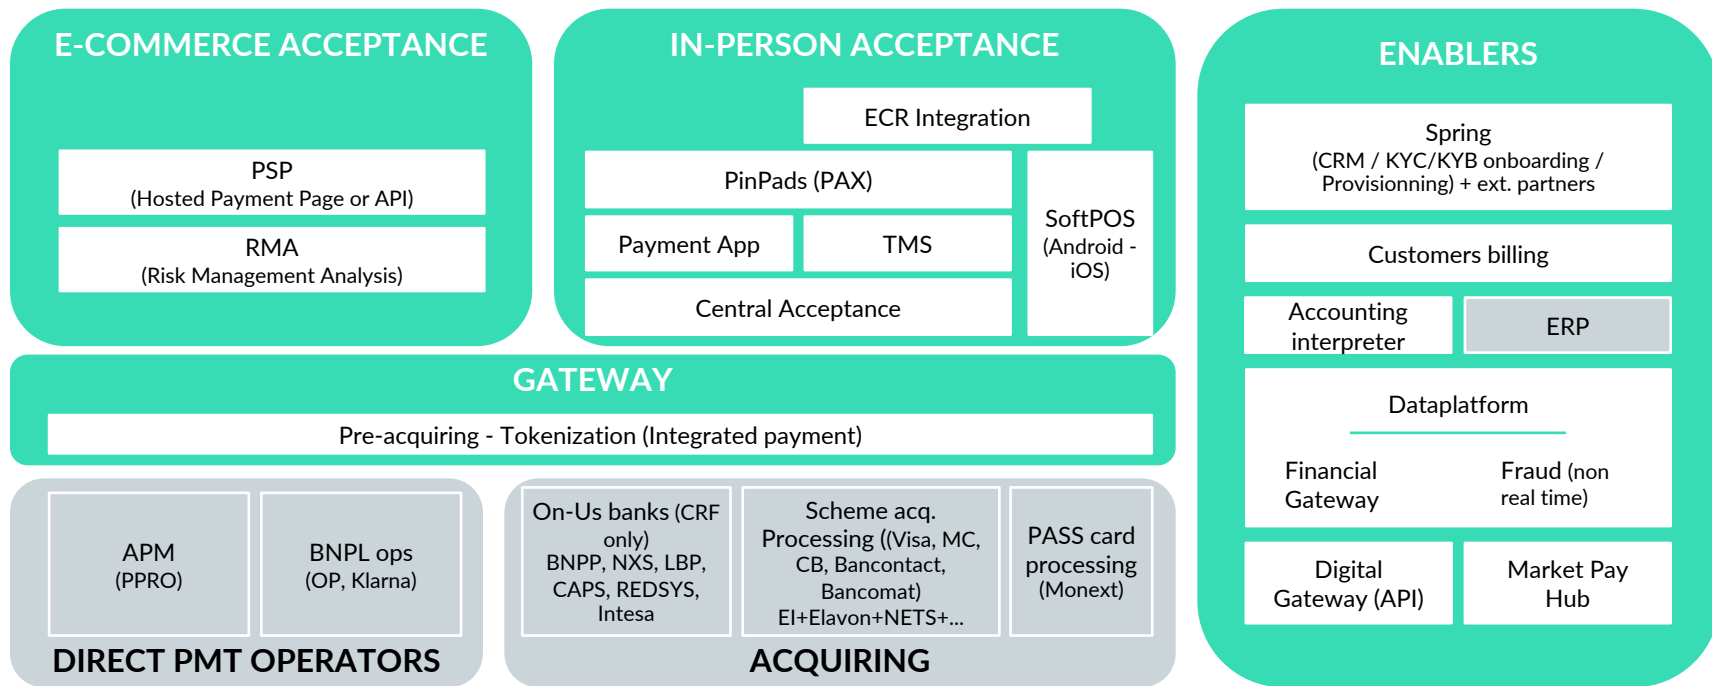 E-COMMERCE ACCEPTANCE
PSP
(Hosted Payment Page or API)
RMA
(Risk Management Analysis)
IN-PERSON ACCEPTANCE
ECR Integration
PinPads (PAX)
Payment App
TMS
Central Acceptance
SoftPOS
(Android -
iOS)
GATEWAY
Pre-acquiring - Tokenization (Integrated payment)
APM
(PPRO)
BNPL ops
(OP, Klarna)
DIRECT PMT OPERATORS
On-Us banks (CRF
only)
BNPP, NXS, LBP,
CAPS, REDSYS,
Intesa
Scheme acq.
Processing ((Visa, MC,
CB, Bancontact,
Bancomat)
EI+Elavon+NETS+...
PASS card
processing
(Monext)
ACQUIRING
ENABLERS
Spring
(CRM / KYC/KYB onboarding /
Provisionning) + ext. partners
Customers billing
Accounting
interpreter
ERP
Dataplatform
Financial
Gateway
Fraud (non
real time)
Digital
Gateway (API)
Market Pay
Hub